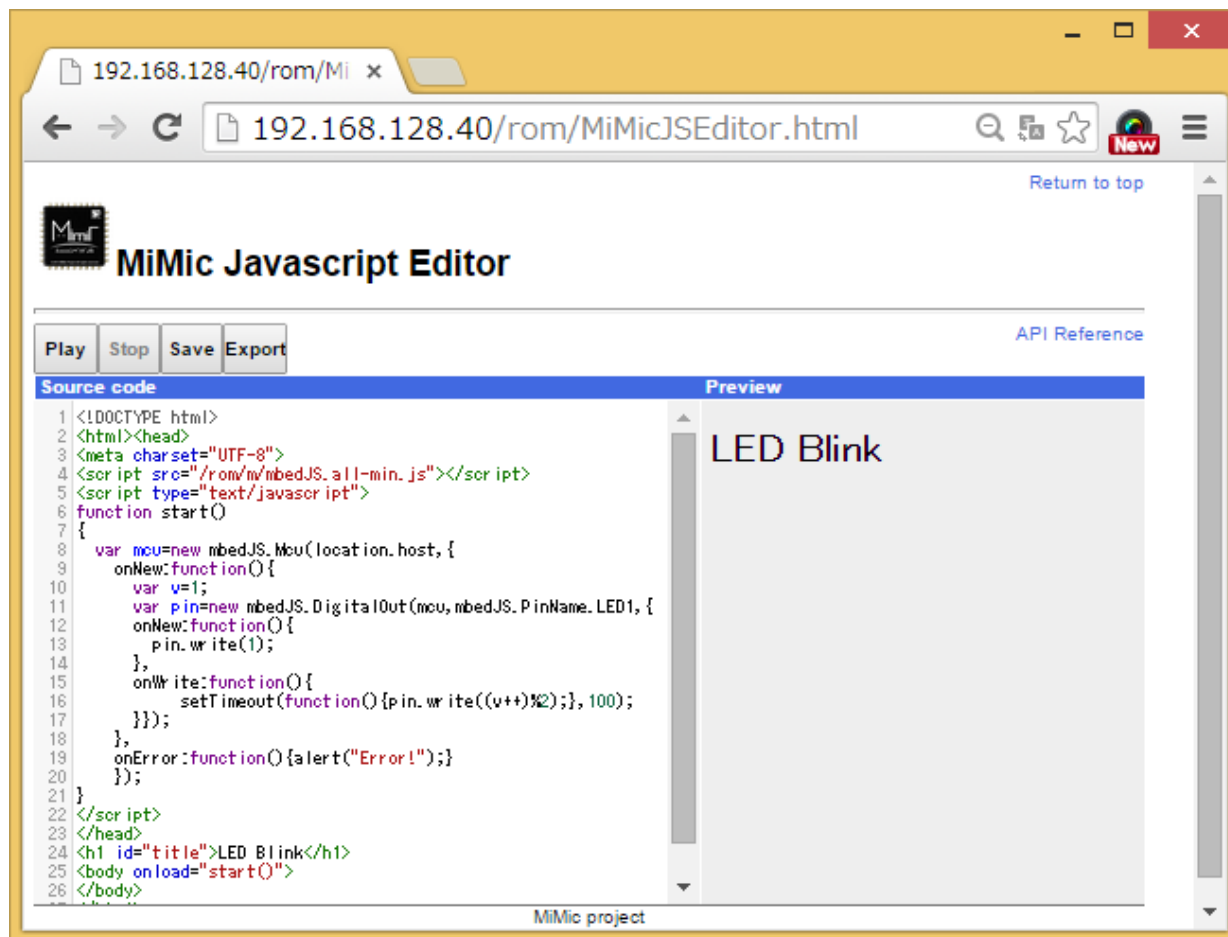 192.168.128.40/rom/Mi
192.168.128.40/rom/MiMicJSEditor.html
New
Return to top
MiMic
MiMic Javascript Editor
Play Stop Save Export
API Reference
Source code
Preview
1 <!DOCTYPE html>
2 <html><head>
3 <meta charset="UTF-8">
4 <script src="/rom/m/mbedJS.all-min.js"></script>
5 <script type="text/javascript">
6 function start()
7 {
8 var mcu=new mbedJS.Mcu(location.host,{
9 onNew:function(){
10 var v=1;
11 var pin=new mbedJS.DigitalOut(mcu,mbedJS.PinName.LED1,{
12 onNew:function(){
13 pin.write(1);
14 },
15 onWrite:function(){
16 setTimeout(function(){pin.write((v++)%2);},100);
17 }});
18 },
19 onError:function(){alert("Error!");}
20 });
21 }
22 </script>
23 </head>
24 <h1 id="title">LED Blink</h1>
25 <body onload="start()">
26 </body>
LED Blink
MiMic project